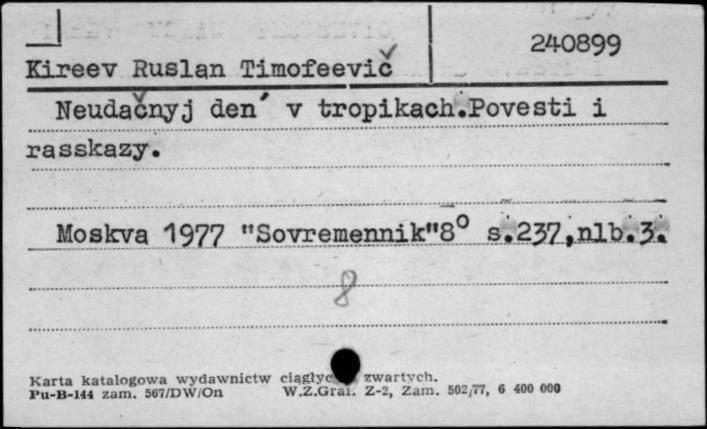 240899
Kireev Ruslan Timofeevič
Neudačnyj den´ v tropikach.Povesti i
rasskazy.
Moskva 1977 "Sovremennik"8° s.237,nlb.3.
8
Karta katalogowa wydawnictw zwartych.
Pu-B-144 zam. 567/DW/On W.Z.Graf. Z-2, Zam. 502/77, 6 400 000